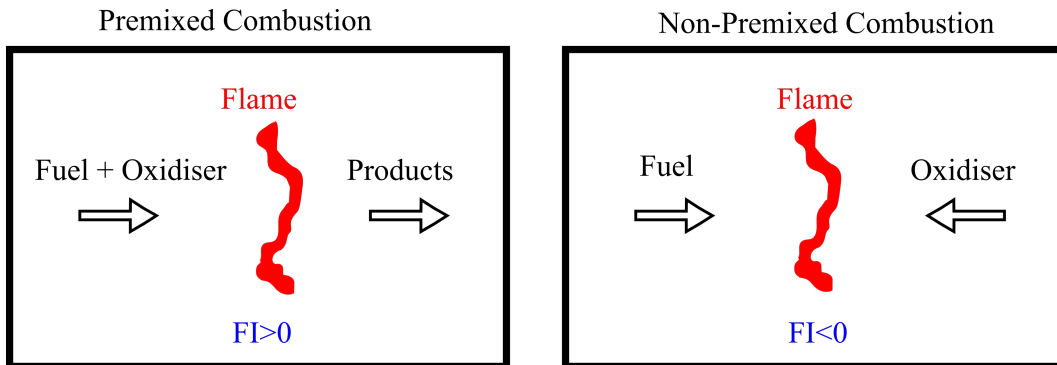 Premixed Combustion
Flame
Fuel + Oxidiser
Products
FI>0
Non-Premixed Combustion
Flame
Fuel
Oxidiser
FI<0